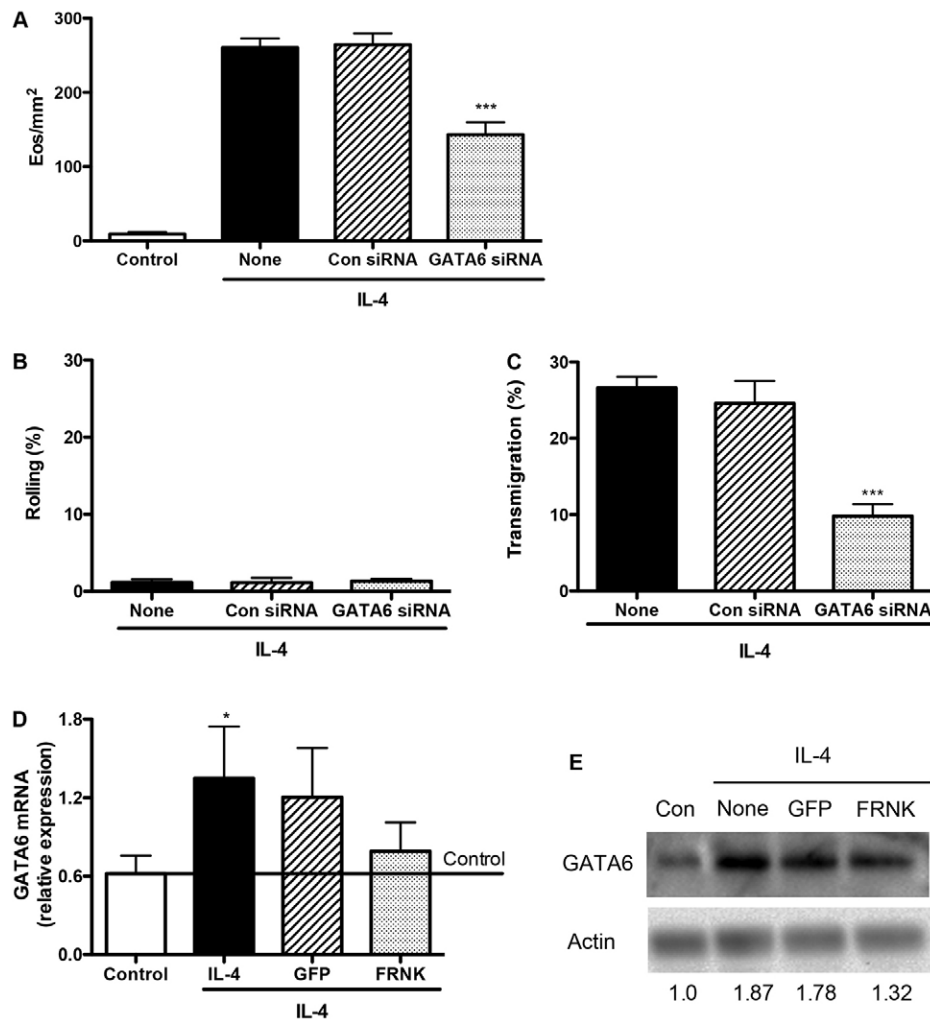 A
Eos/mm²
300
200
100
0
***
Control None Con siRNA GATA6 siRNA
IL-4
B
Rolling (%)
30
20
10
0
None Con siRNA GATA6 siRNA
IL-4
C
Transmigration (%)
30
20
10
0
***
None Con siRNA GATA6 siRNA
IL-4
D
GATA6 mRNA
(relative expression)
1.8
1.2
0.6
0.0
*
Control
Control IL-4 GFP FRNK
IL-4
E
IL-4
Con None GFP FRNK
GATA6
Actin
1.0 1.87 1.78 1.32